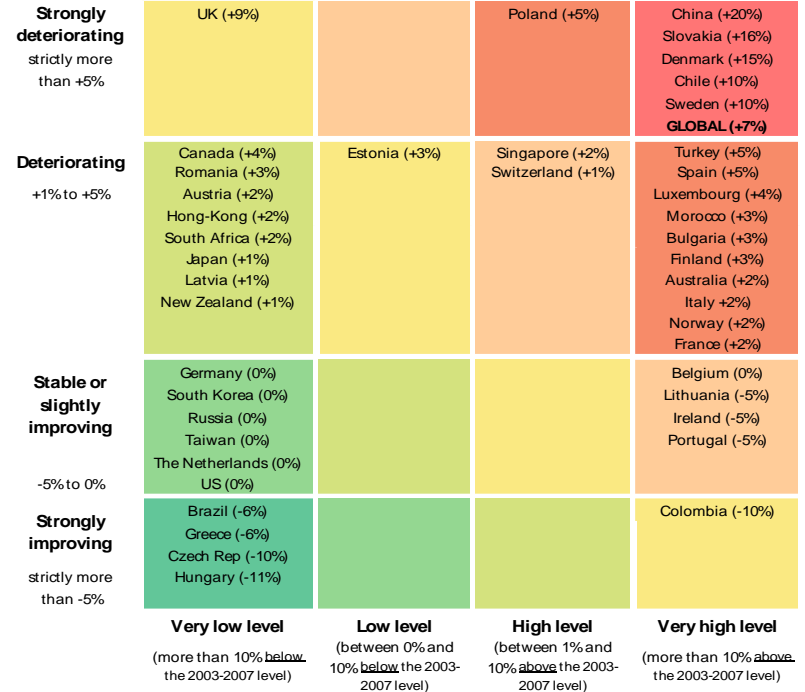 Strongly
deteriorating
strictly more
than +5%
UK (+9%)
Poland (+5%)
China (+20%)
Slovakia (+16%)
Denmark (+15%)
Chile (+10%)
Sweden (+10%)
GLOBAL (+7%)
Deteriorating
+1% to +5%
Canada (+4%)
Romania (+3%)
Austria (+2%)
Hong-Kong (+2%)
South Africa (+2%)
Japan (+1%)
Latvia (+1%)
New Zealand (+1%)
Estonia (+3%)
Singapore (+2%)
Switzerland (+1%)
Turkey (+5%)
Spain (+5%)
Luxembourg (+4%)
Morocco (+3%)
Bulgaria (+3%)
Finland (+3%)
Australia (+2%)
Italy +2%)
Norway (+2%)
France (+2%)
Stable or
slightly
improving
-5% to 0%
Germany (0%)
South Korea (0%)
Russia (0%)
Taiwan (0%)
The Netherlands (0%)
US (0%)
Belgium (0%)
Lithuania (-5%)
Ireland (-5%)
Portugal (-5%)
Strongly
improving
strictly more
than -5%
Brazil (-6%)
Greece (-6%)
Czech Rep (-10%)
Hungary (-11%)
Colombia (-10%)
Very low level
(more than 10% below
the 2003-2007 level)
Low level
(between 0% and
10% below the 2003-
2007 level)
High level
(between 1% and
10% above the 2003-
2007 level)
Very high level
(more than 10% above
the 2003-2007 level)